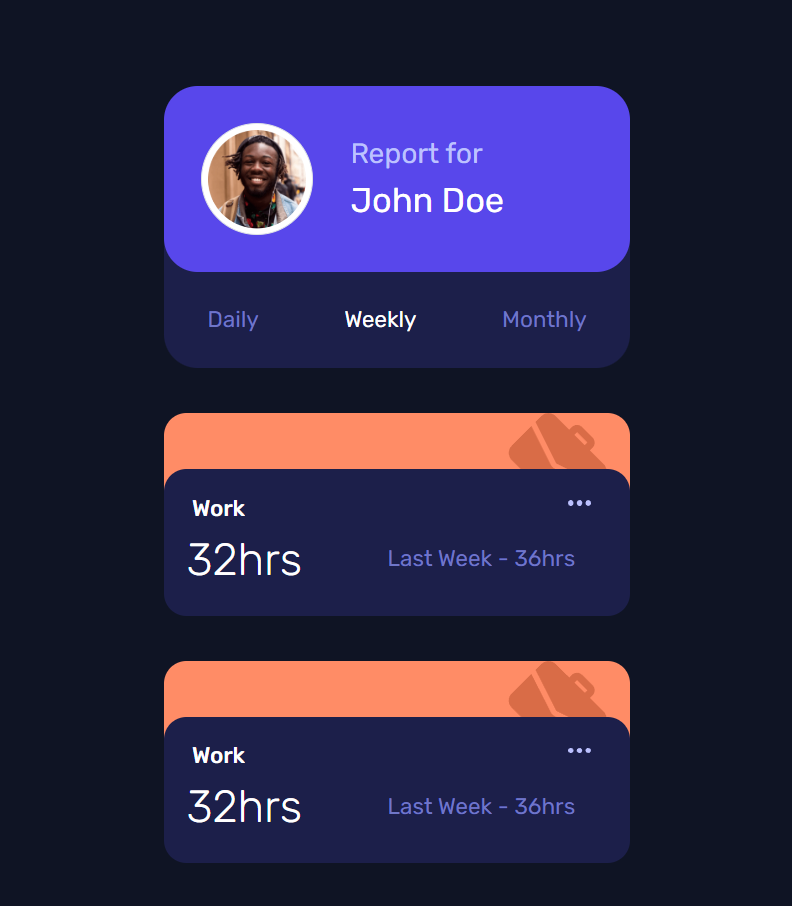 Report for
John Doe
Daily Weekly Monthly
Work
32hrs Last Week - 36hrs
Work
32hrs Last Week - 36hrs